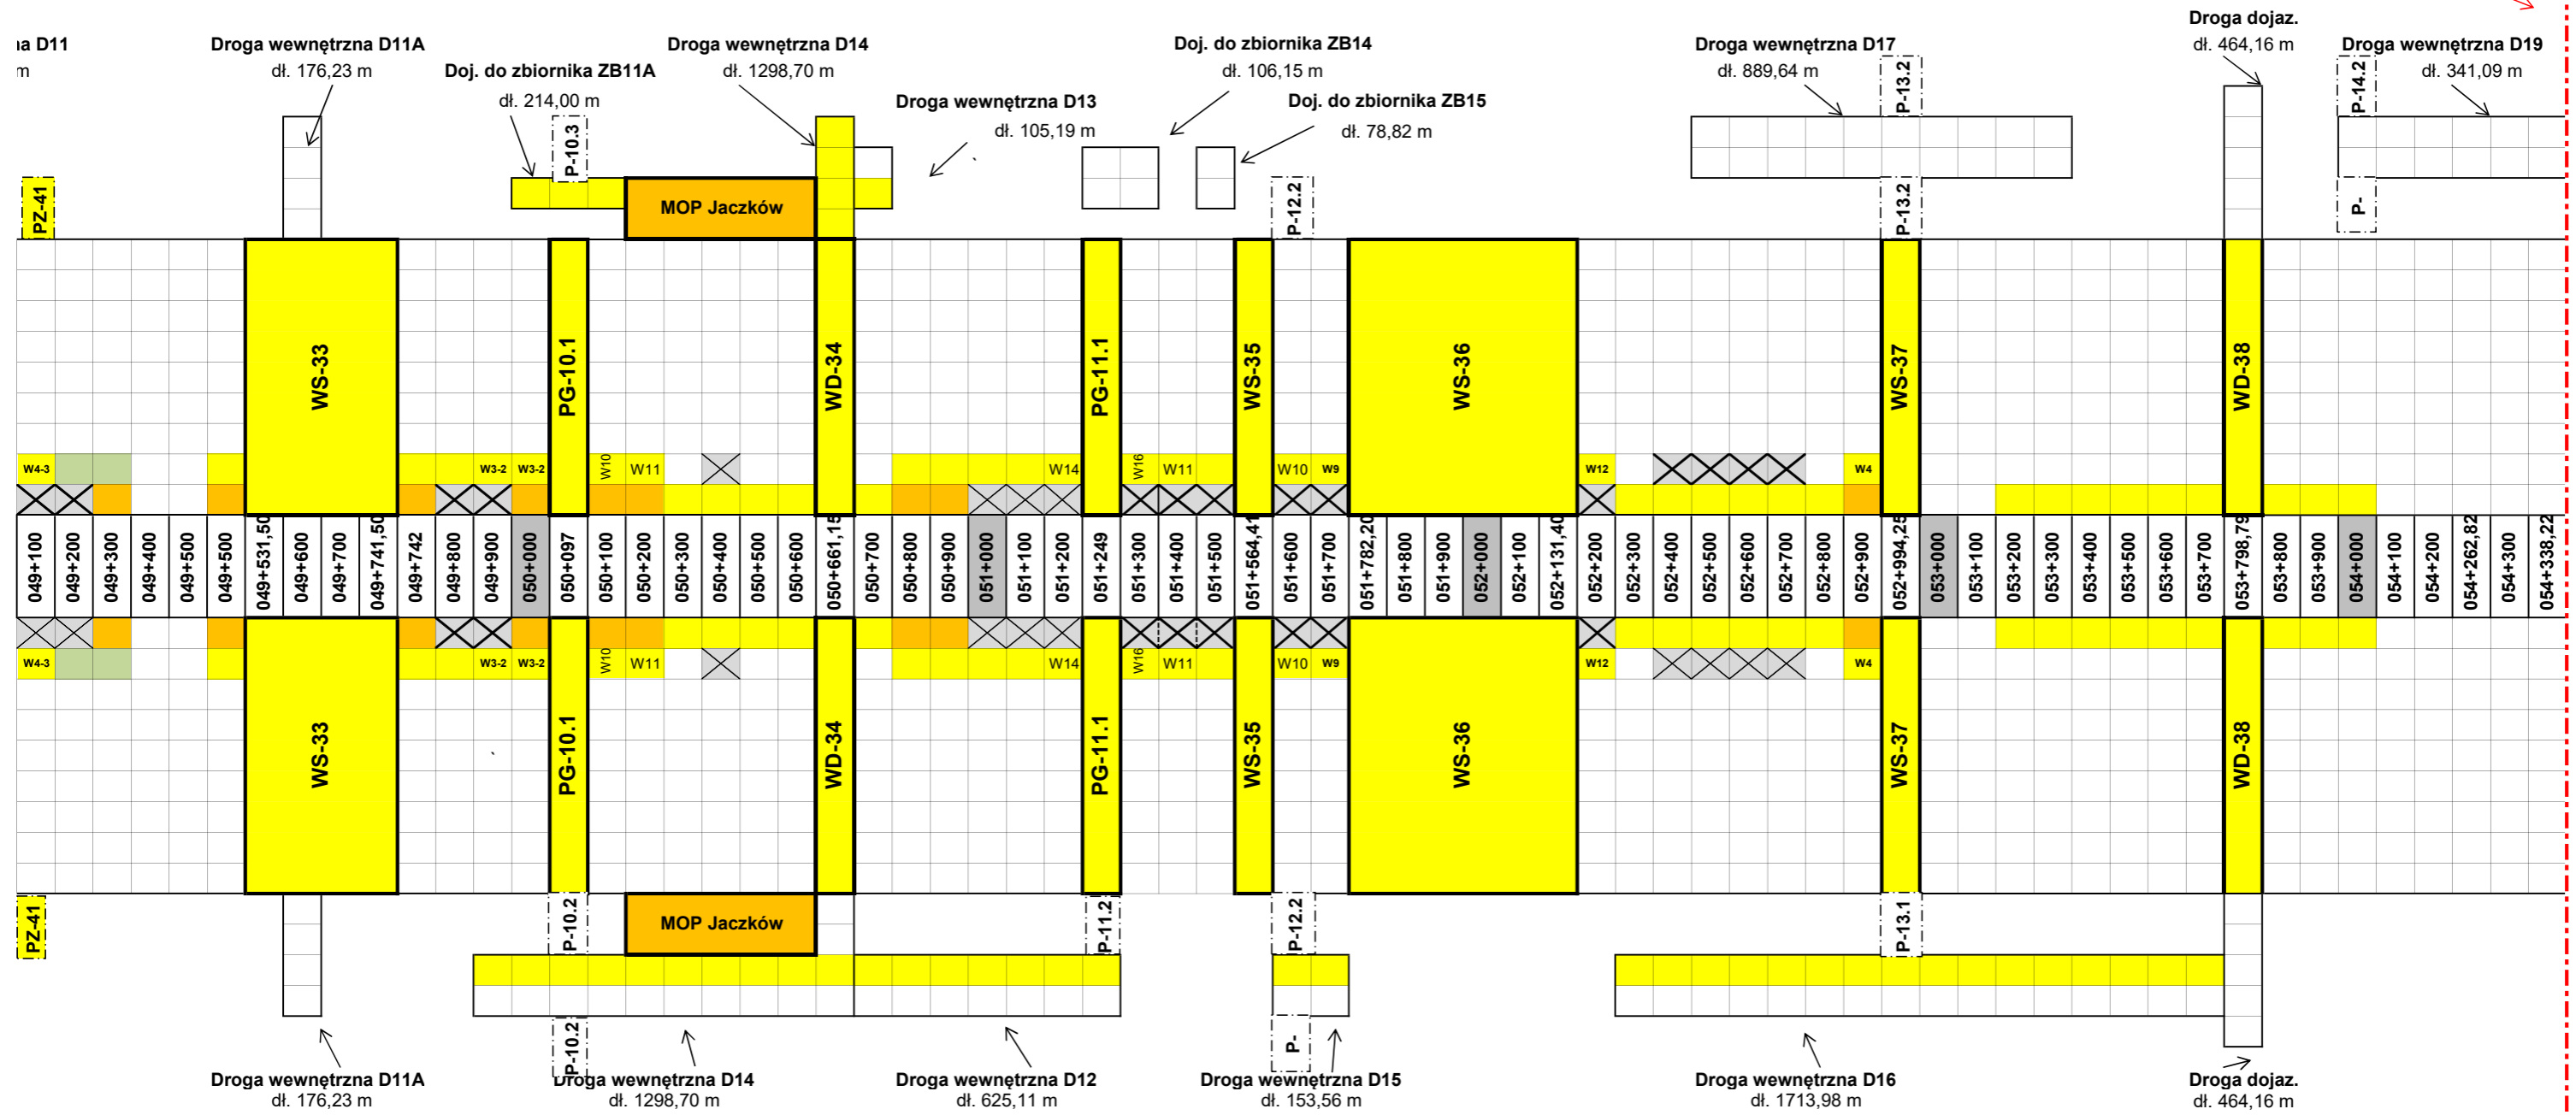 Droga dojaz.
dł. 464,16 m
ıa D11
m
Droga wewnętrzna D11A
dł. 176,23 m
Doj. do zbiornika ZB11A
dł. 214,00 m
Droga wewnętrzna D14
dł. 1298,70 m
Droga wewnętrzna D13
dł. 105,19 m
Doj. do zbiornika ZB14
dł. 106,15 m
Doj. do zbiornika ZB15
dł. 78,82 m
Droga wewnętrzna D17
dł. 889,64 m
Droga wewnętrzna D19
dł. 341,09 m
P-13.2
P-14.2
P-10.3
PZ-41
MOP Jaczków
P-12.2
P-13.2
P-
WS-33
PG-10.1
WD-34
PG-11.1
WS-35
WS-36
WS-37
WD-38
W4-3
W3-2
W3-2
W10
W11
W14
W16
W11
W10
W9
W12
W4
049+100
049+200
049+300
049+400
049+500
049+500
049+531,50
049+600
049+700
049+741,50
049+742
049+800
049+900
050+000
050+097
050+100
050+200
050+300
050+400
050+500
050+600
050+661,15
050+700
050+800
050+900
051+000
051+100
051+200
051+249
051+300
051+400
051+500
051+564,41
051+600
051+700
051+782,20
051+800
051+900
052+000
052+100
052+131,40
052+200
052+300
052+400
052+500
052+600
052+700
052+800
052+900
052+994,25
053+000
053+100
053+200
053+300
053+400
053+500
053+600
053+700
053+798,79
053+800
053+900
054+000
054+100
054+200
054+262,82
054+300
054+338,22
W4-3
W3-2
W3-2
W10
W11
W14
W16
W11
W10
W9
W12
W4
WS-33
PG-10.1
WD-34
PG-11.1
WS-35
WS-36
WS-37
WD-38
PZ-41
P-10.2
MOP Jaczków
P-11.2
P-12.2
P-13.1
P-10.2
P-
Droga wewnętrzna D11A
dł. 176,23 m
Droga wewnętrzna D14
dł. 1298,70 m
Droga wewnętrzna D12
dł. 625,11 m
Droga wewnętrzna D15
dł. 153,56 m
Droga wewnętrzna D16
dł. 1713,98 m
Droga dojaz.
dł. 464,16 m